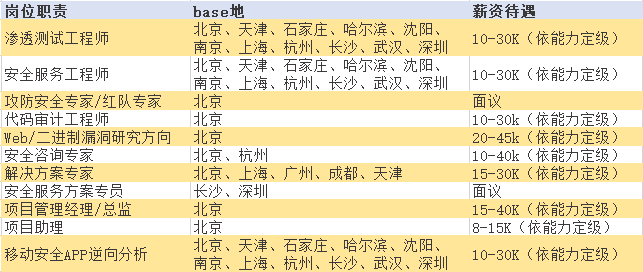 岗位职责 base地 薪资待遇
渗透测试工程师 北京、天津、石家庄、哈尔滨、沈阳、
南京、上海、杭州、长沙、武汉、深圳 10-30K（依能力定级）
安全服务工程师 北京、天津、石家庄、哈尔滨、沈阳、
南京、上海、杭州、长沙、武汉、深圳 10-30K（依能力定级）
攻防安全专家/红队专家 北京 面议
代码审计工程师 北京 10-30k（依能力定级）
Web/二进制漏洞研究方向 北京 20-45k（依能力定级）
安全咨询专家 北京、杭州 10-40k（依能力定级）
解决方案专家 北京、上海、广州、成都、天津 15-30K（依能力定级）
安全服务方案专员 长沙、深圳 面议
项目管理经理/总监 北京 15-40K（依能力定级）
项目助理 北京 8-15K（依能力定级）
移动安全APP逆向分析 北京、天津、石家庄、哈尔滨、沈阳、
南京、上海、杭州、长沙、武汉、深圳 10-30K（依能力定级）